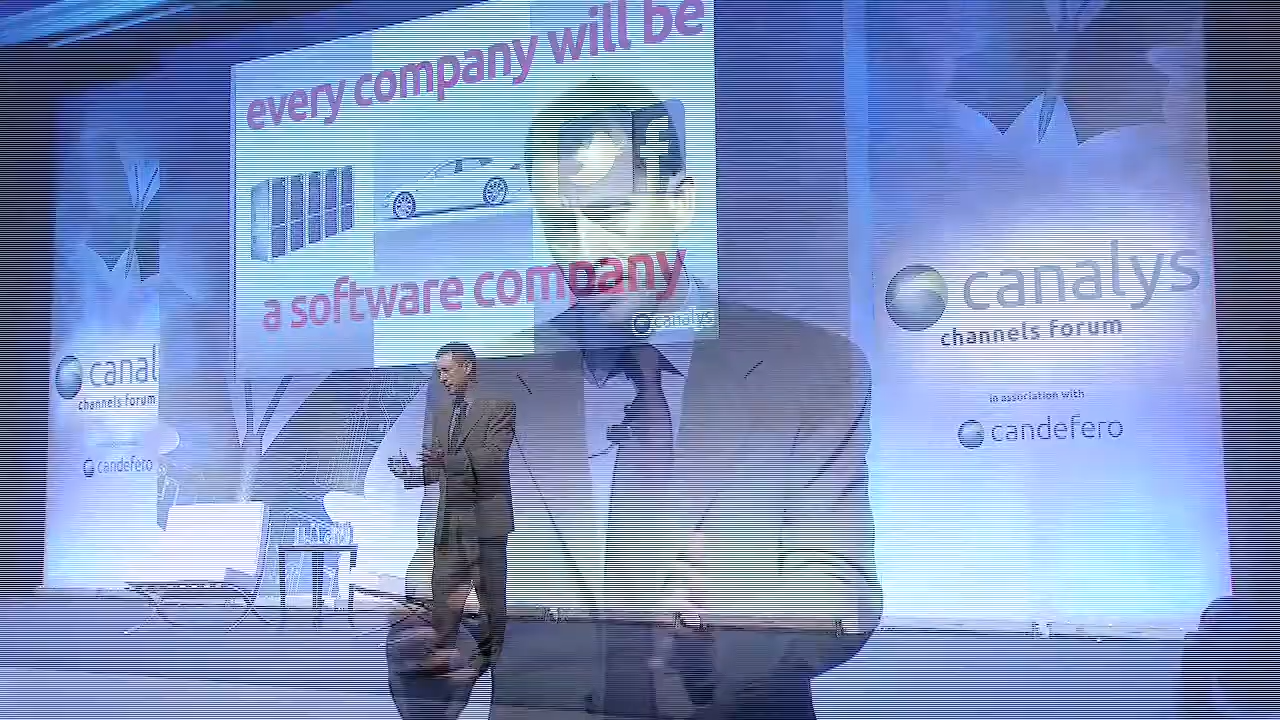 every company will be
f
a software company
canalys
canalys
channels forum
in association with
candefero
canal
channels forum
candefero